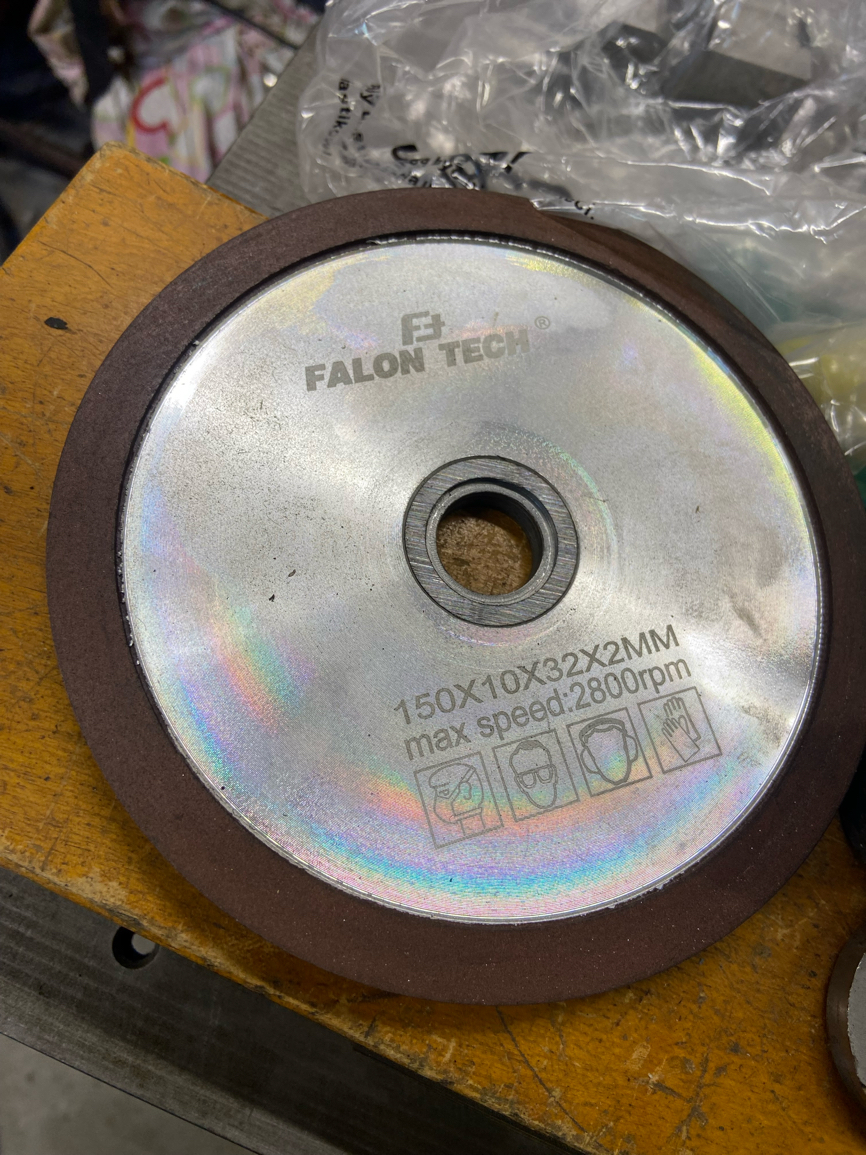 FALON TECH®
150X10X32X2MM
max speed:2800rpm